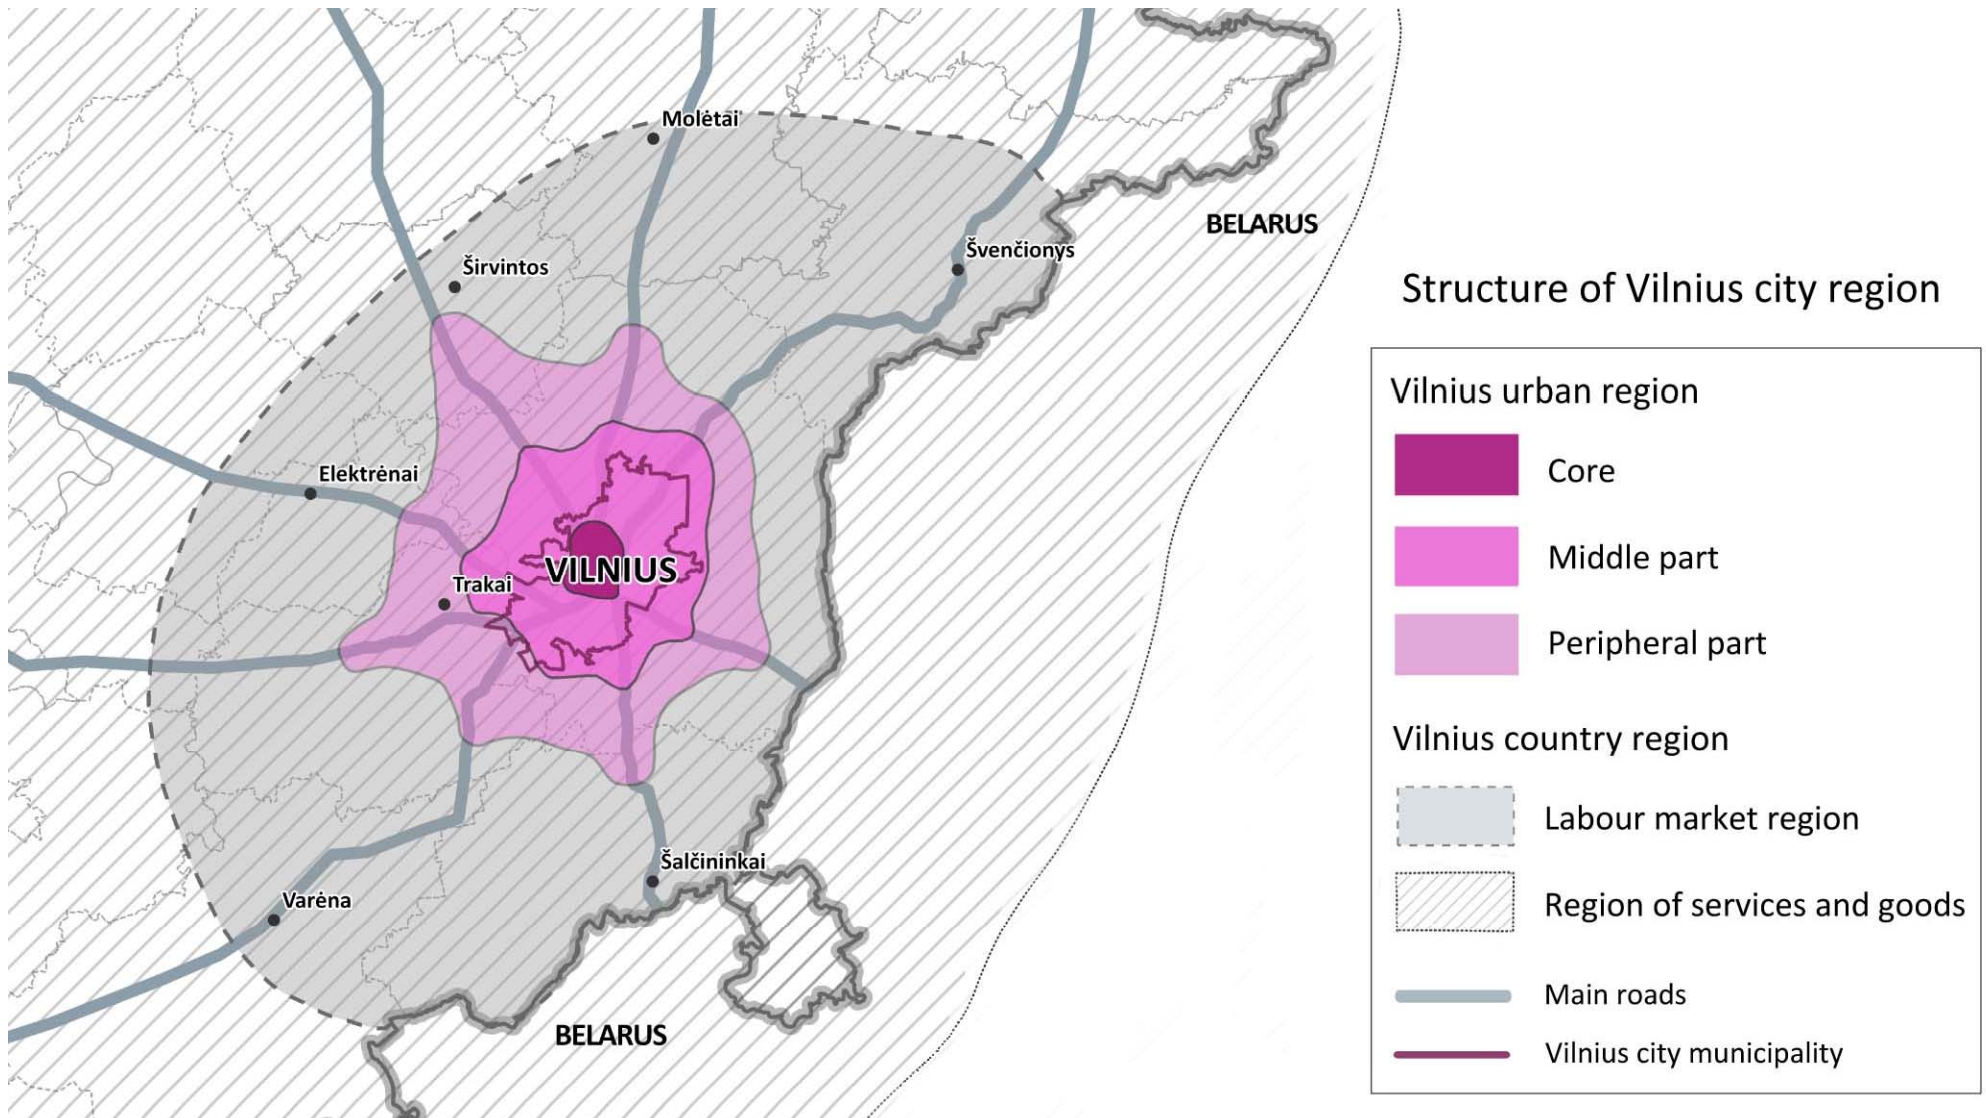 Molėtai
BELARUS
Švenčionys
Širvintos
Elektrėnai
VILNIUS
Trakai
Šalčininkai
Varėna
BELARUS
Structure of Vilnius city region
Vilnius urban region
Core
Middle part
Peripheral part
Vilnius country region
Labour market region
Region of services and goods
Main roads
Vilnius city municipality